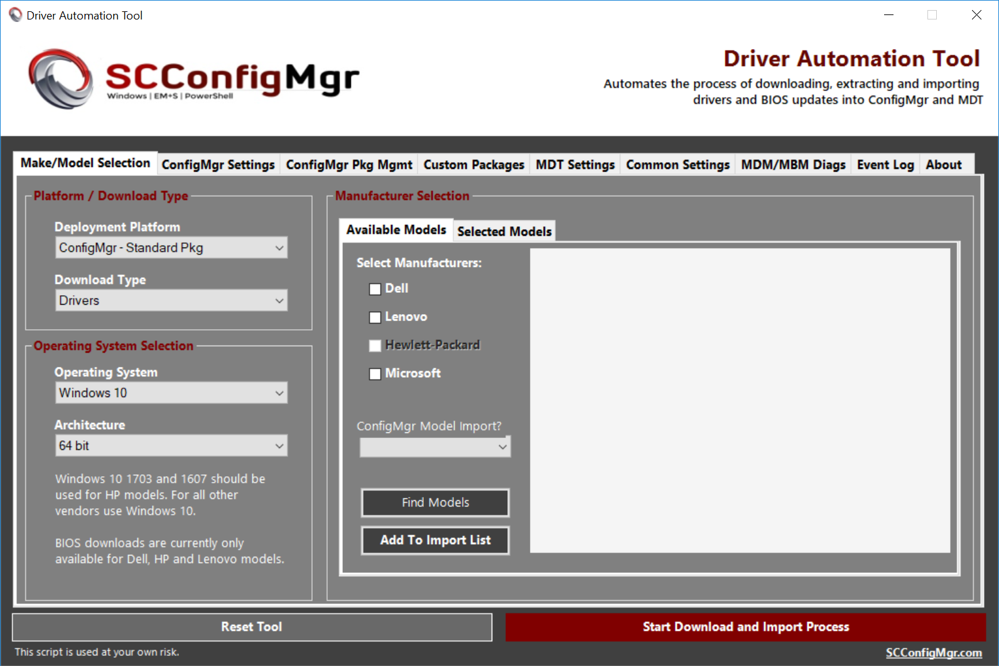 Driver Automation Tool
SCConfigMgr
Windows | EM+S | PowerShell
Driver Automation Tool
Automates the process of downloading, extracting and importing
drivers and BIOS updates into ConfigMgr and MDT
Make/Model Selection
ConfigMgr Settings
ConfigMgr Pkg Mgmt
Custom Packages
MDT Settings
Common Settings
MDM/MBM Diags
Event Log
About
Platform / Download Type
Deployment Platform
ConfigMgr - Standard Pkg
Download Type
Drivers
Operating System Selection
Operating System
Windows 10
Architecture
64 bit
Windows 10 1703 and 1607 should be
used for HP models. For all other
vendors use Windows 10.
BIOS downloads are currently only
available for Dell, HP and Lenovo models.
Manufacturer Selection
Available Models
Selected Models
Select Manufacturers:
Dell
Lenovo
Hewlett-Packard
Microsoft
ConfigMgr Model Import?
Find Models
Add To Import List
Reset Tool
Start Download and Import Process
This script is used at your own risk.
SCConfigMgr.com